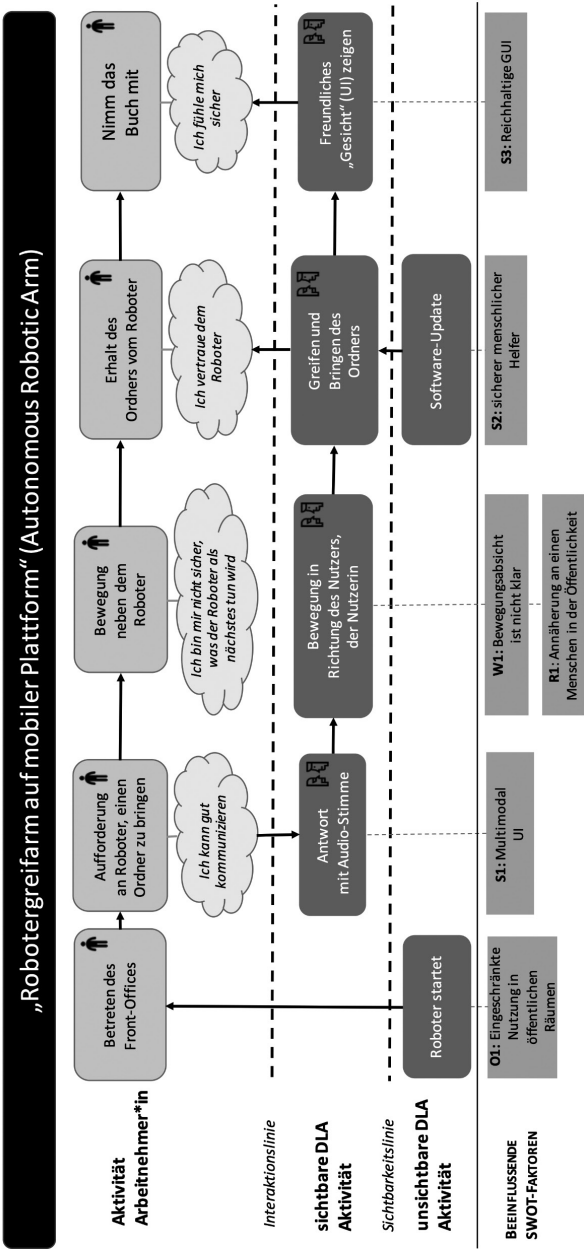 „Robotergreifarm auf mobiler Plattform“ (Autonomous Robotic Arm)
Aktivität
Arbeitnehmer*in
Betreten des
Front-Offices
Aufforderung
an Roboter, einen
Ordner zu bringen
Bewegung
neben dem
Roboter
Erhalt des
Ordners vom Roboter
Nimm das
Buch mit
Ich kann gut
kommunizieren
Ich bin mir nicht sicher,
was der Roboter als
nächstes tun wird
Ich vertraue dem
Roboter
Ich fühle mich
sicher
Interaktionslinie
sichtbare DLA
Aktivität
Antwort
mit Audio-Stimme
Bewegung in
Richtung des Nutzers,
der Nutzerin
Greifen und
Bringen des
Ordners
Freundliches
„Gesicht“ (UI) zeigen
Sichtbarkeitslinie
unsichtbare DLA
Aktivität
Roboter startet
Software-Update
BEEINFLUSSENDE
SWOT-FAKTOREN
O1: Eingeschränkte
Nutzung in
öffentlichen
Räumen
S1: Multimodal
UI
W1: Bewegungsabsicht
ist nicht klar
R1: Annäherung an einen
Menschen in der Öffentlichkeit
S2: sicherer menschlicher
Helfer
S3: Reichhaltige GUI